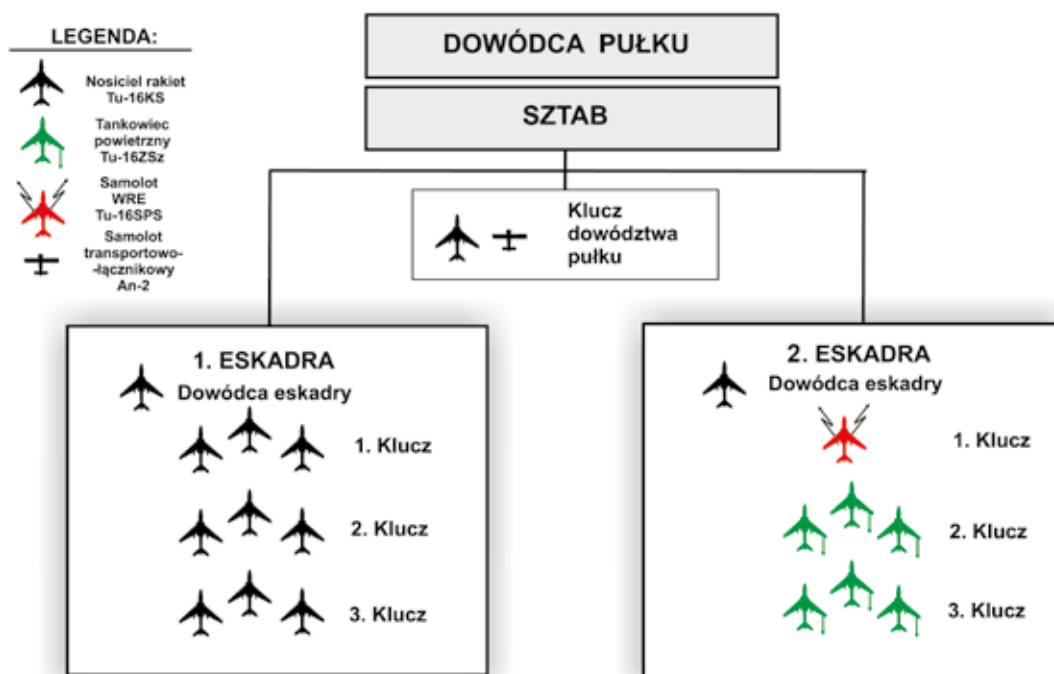 LEGENDA:
Nosiciel rakiet
Tu-16KS
Tankowiec
powietrzny
Tu-16ZSz
Samolot
WRE
Tu-16SPS
Samolot
transportowo-
-łącznikowy
An-2
DOWÓDCA PUŁKU
SZTAB
Klucz
dowództwa
pułku
1. ESKADRA
Dowódca eskadry
1. Klucz
2. Klucz
3. Klucz
2. ESKADRA
Dowódca eskadry
1. Klucz
2. Klucz
3. Klucz